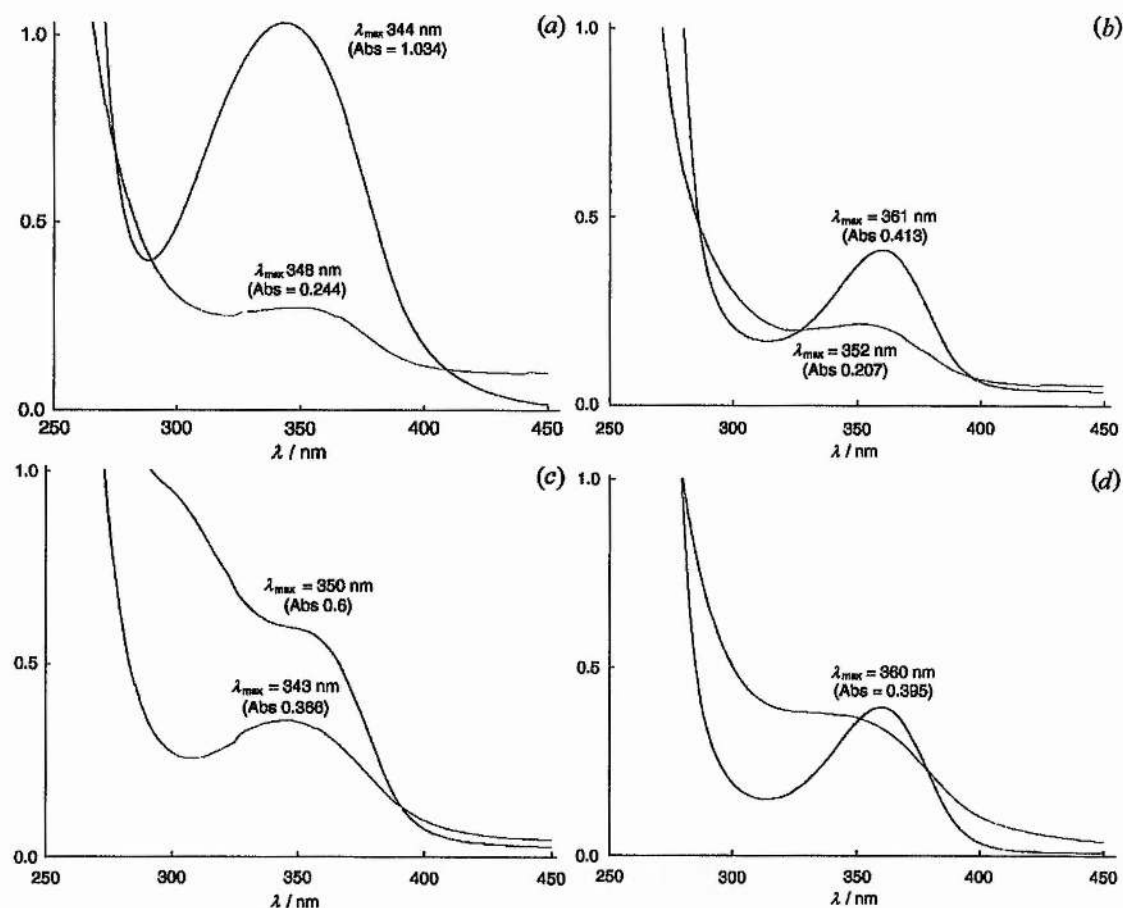 (a)
λmax 344 nm
(Abs = 1.034)
λmax 348 nm
(Abs = 0.244)
1.0
0.5
0.0
250 300 350 400 450
λ / nm
(b)
λmax = 361 nm
(Abs 0.413)
λmax = 352 nm
(Abs 0.207)
1.0
0.5
0.0
250 300 350 400 450
λ / nm
(c)
λmax = 350 nm
(Abs 0.6)
λmax = 343 nm
(Abs 0.366)
1.0
0.5
0.0
250 300 350 400 450
λ / nm
(d)
λmax = 360 nm
(Abs = 0.395)
1.0
0.5
0.0
250 300 350 400 450
λ / nm